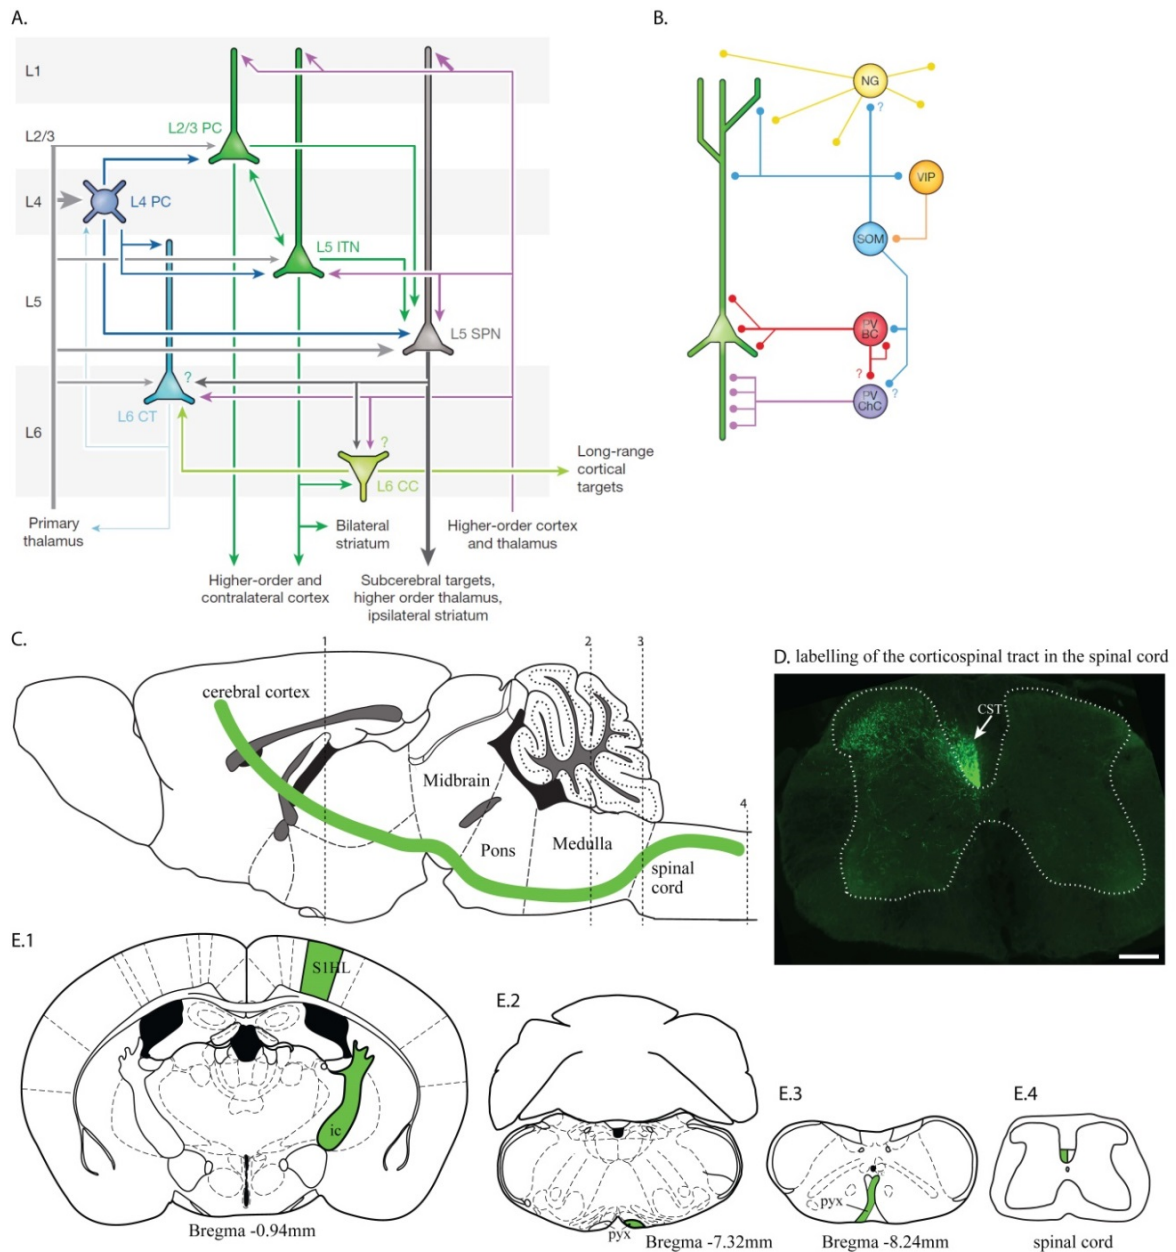 A.
L1
L2/3
L4
L5
L6
L2/3 PC
L4 PC
L5 ITN
L5 SPN
?
L6 CT
?
L6 CC
Primary
thalamus
Bilateral
striatum
Higher-order cortex
and thalamus
Long-range
cortical
targets
Higher-order and
contralateral cortex
Subcerebral targets,
higher order thalamus,
ipsilateral striatum
B.
NG
?
VIP
SOM
PV
BC
?
?
PV
ChC
C.
1
2
3
4
cerebral cortex
Midbrain
Pons
Medulla
spinal
cord
D. labelling of the corticospinal tract in the spinal cord
CST
E.1
S1HL
ic
Bregma -0.94mm
E.2
pyx
Bregma -7.32mm
E.3
pyx
Bregma -8.24mm
E.4
spinal cord